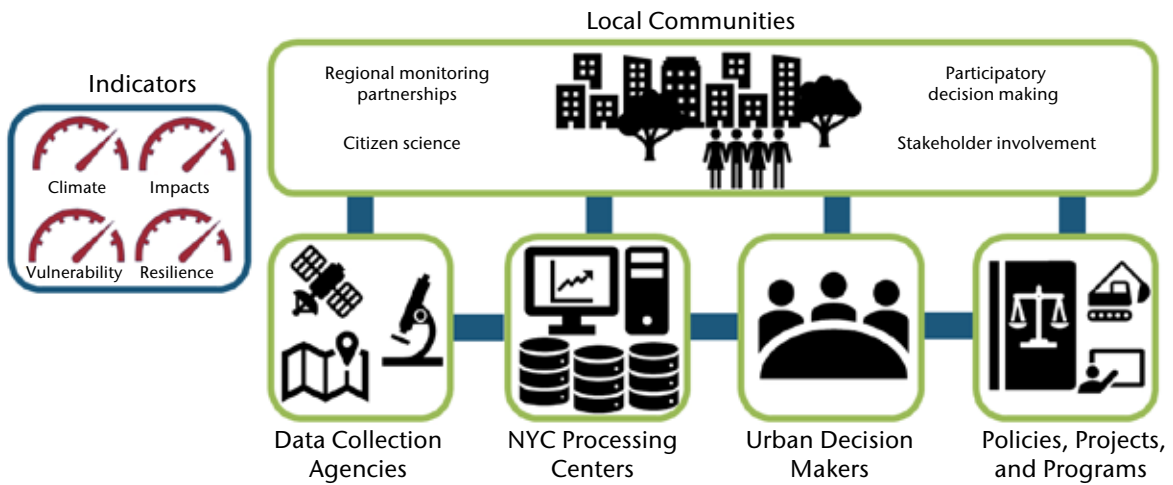 Local Communities
Indicators
Climate
Impacts
Vulnerability
Resilience
Regional monitoring
partnerships
Citizen science
Participatory
decision making
Stakeholder involvement
Data Collection
Agencies
NYC Processing
Centers
Urban Decision
Makers
Policies, Projects,
and Programs